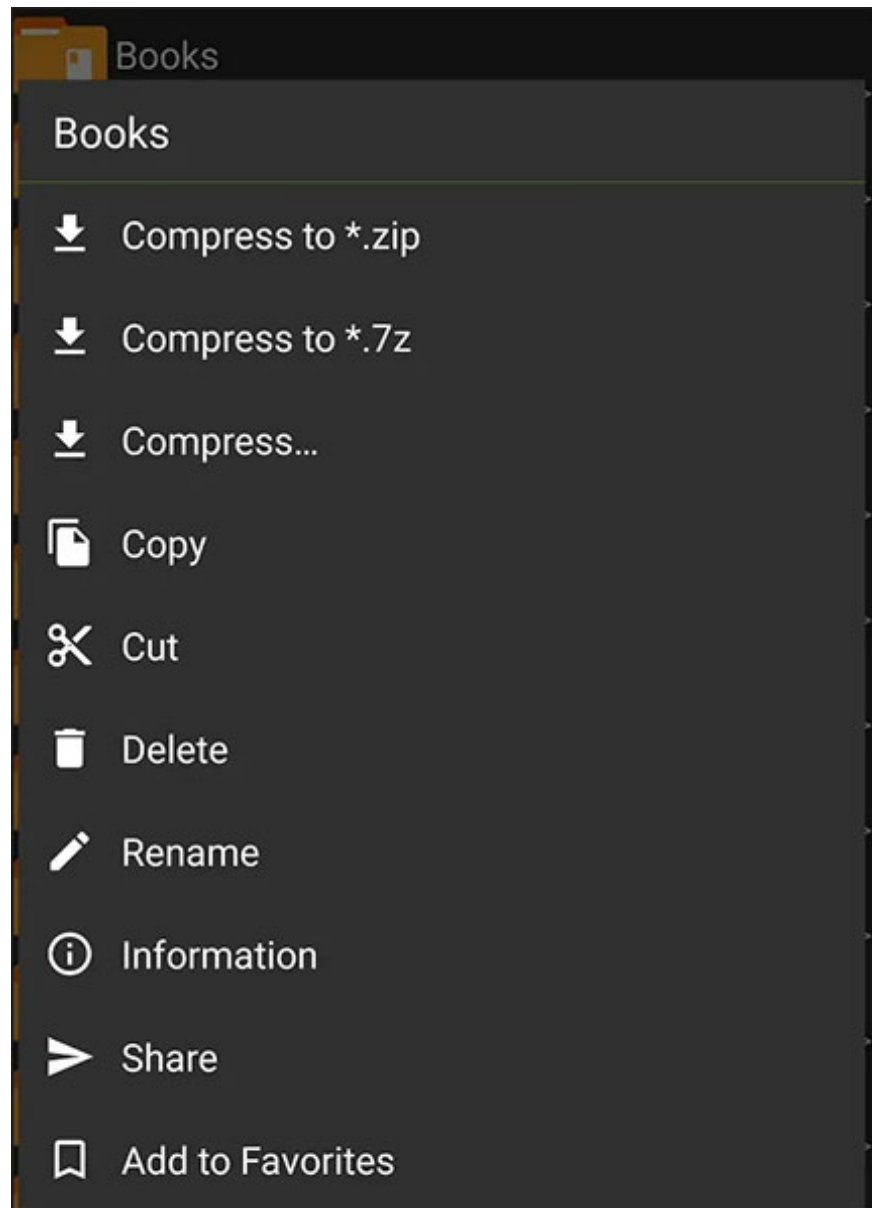 Books
Books
Compress to *.zip
Compress to *.7z
Compress…
Copy
Cut
Delete
Rename
Information
Share
Add to Favorites